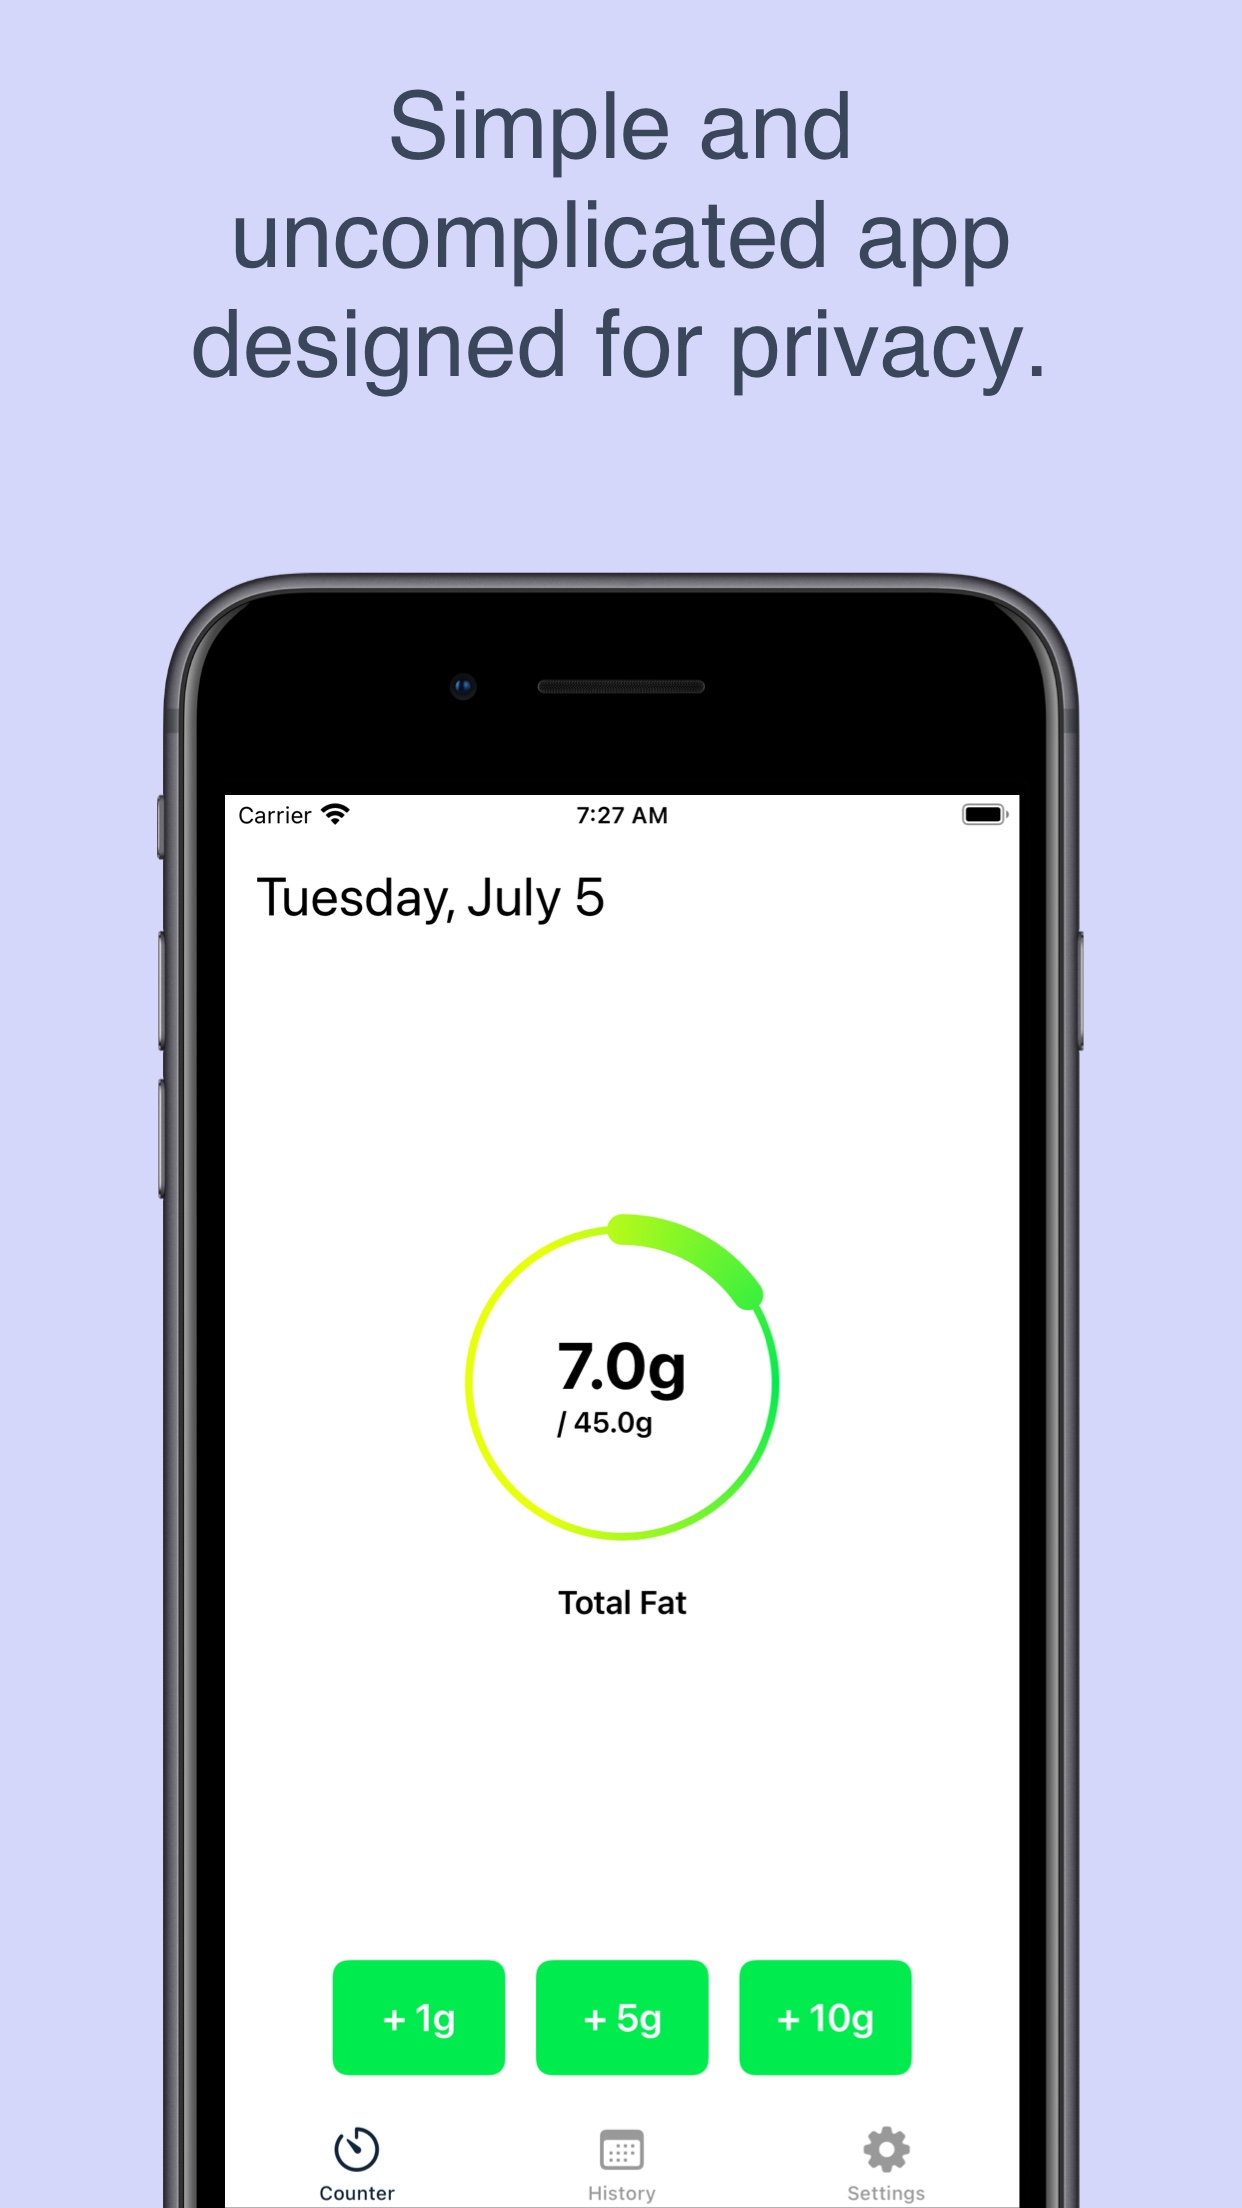 Simple and
uncomplicated app
designed for privacy.
Carrier 7:27 AM
Tuesday, July 5
7.0g
/ 45.0g
Total Fat
+ 1g + 5g + 10g
Counter History Settings